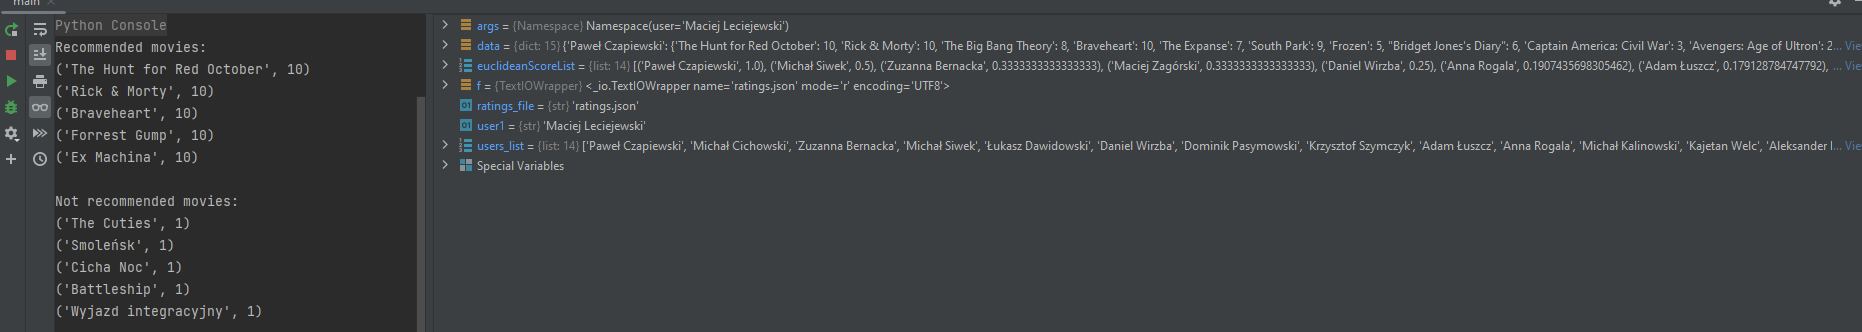 main
Python Console
Recommended movies:
('The Hunt for Red October', 10)
('Rick & Morty', 10)
('Braveheart', 10)
('Forrest Gump', 10)
('Ex Machina', 10)
Not recommended movies:
('The Cuties', 1)
('Smoleńsk', 1)
('Cicha Noc', 1)
('Battleship', 1)
('Wyjazd integracyjny', 1)
args = {Namespace} Namespace(user='Maciej Leciejewski')
data = {dict: 15} {'Paweł Czapiewski': {'The Hunt for Red October': 10, 'Rick & Morty': 10, 'The Big Bang Theory': 8, 'Braveheart': 10, 'The Expanse': 7, 'South Park': 9, 'Frozen': 5, "Bridget Jones's Diary": 6, 'Captain America: Civil War': 3, 'Avengers: Age of Ultron': 2... View
euclideanScoreList = {list: 14} [('Paweł Czapiewski', 1.0), ('Michał Siwek', 0.5), ('Zuzanna Bernacka', 0.3333333333333333), ('Maciej Zagórski', 0.3333333333333333), ('Daniel Wirzba', 0.25), ('Anna Rogala', 0.1907435698305462), ('Adam Łuszcz', 0.179128784747792), ... View
f = {TextIOWrapper} <_io.TextIOWrapper name='ratings.json' mode='r' encoding='UTF8'>
ratings_file = {str} 'ratings.json'
user1 = {str} 'Maciej Leciejewski'
users_list = {list: 14} ['Paweł Czapiewski', 'Michał Cichowski', 'Zuzanna Bernacka', 'Michał Siwek', 'Łukasz Dawidowski', 'Daniel Wirzba', 'Dominik Pasymowski', 'Krzysztof Szymczyk', 'Adam Łuszcz', 'Anna Rogala', 'Michał Kalinowski', 'Kajetan Welc', 'Aleksander ... View
Special Variables